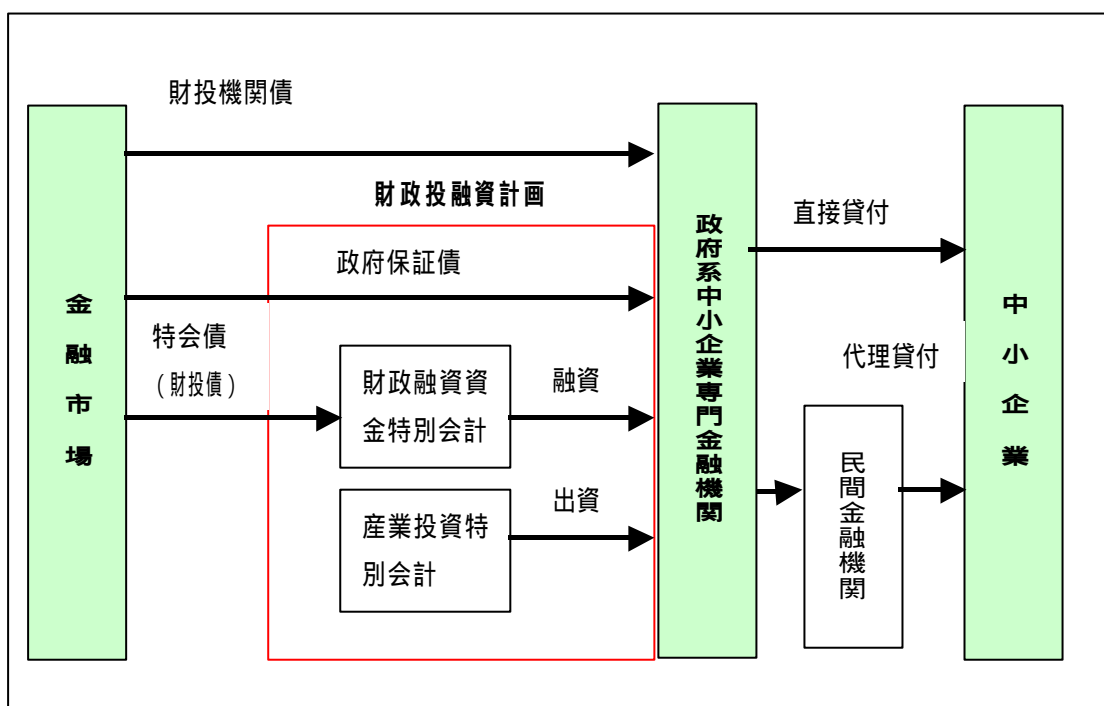 財投機関債
財政投融資計画
政府保証債
特会債
（財投債）
金融市場
財政融資資
金特別会計
融資
産業投資特
別会計
出資
政府系中小企業専門金融機関
直接貸付
代理貸付
民間金融機関
中小企業